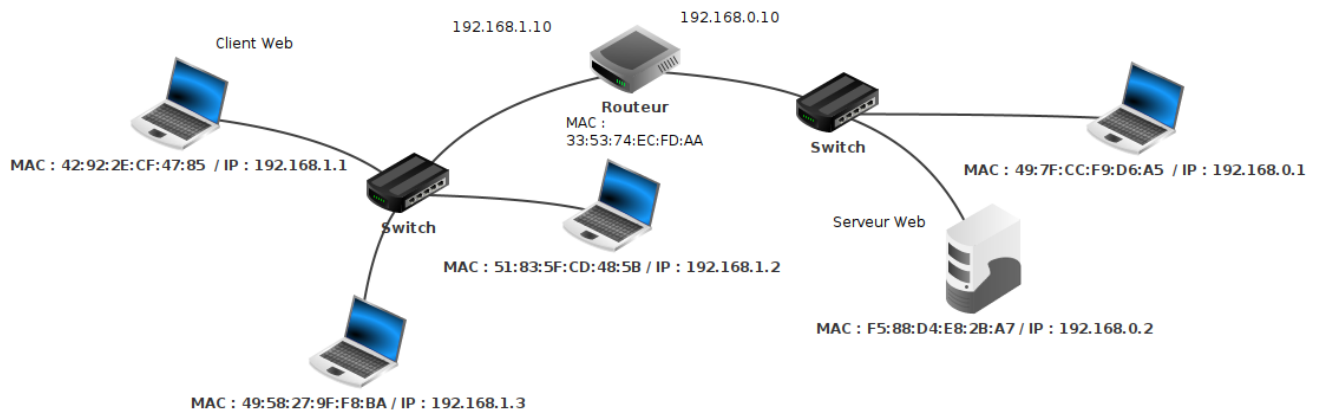 192.168.1.10
192.168.0.10
Client Web
Routeur
MAC :
33:53:74:EC:FD:AA
Switch
MAC : 42:92:2E:CF:47:85 / IP : 192.168.1.1
MAC : 49:7F:CC:F9:D6:A5 / IP : 192.168.0.1
Switch
Serveur Web
MAC : 51:83:5F:CD:48:5B / IP : 192.168.1.2
MAC : F5:88:D4:E8:2B:A7 / IP : 192.168.0.2
MAC : 49:58:27:9F:F8:BA / IP : 192.168.1.3